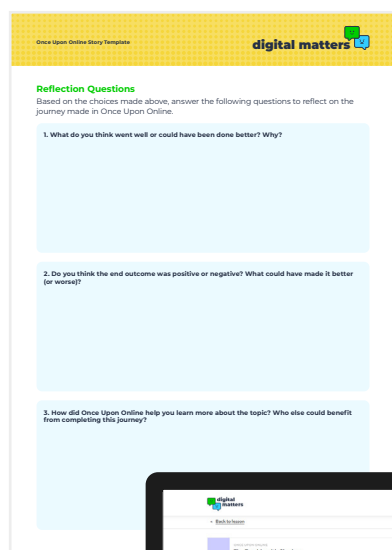 Once Upon Online Story Template
digital matters
Reflection Questions
Based on the choices made above, answer the following questions to reflect on the
journey made in Once Upon Online.
1. What do you think went well or could have been done better? Why?
2. Do you think the end outcome was positive or negative? What could have made it better
(or worse)?
3. How did Once Upon Online help you learn more about the topic? Who else could benefit
from completing this journey?
digital
matters
Back to lesson
ONCE UPON ONLINE